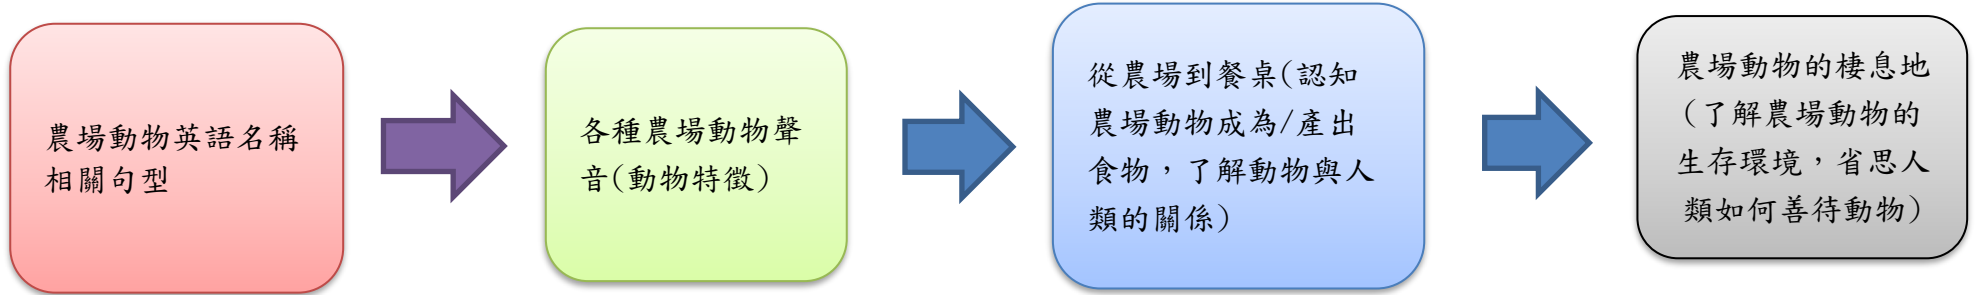 農場動物英語名稱
相關句型
各種農場動物聲
音(動物特徵)
從農場到餐桌(認知
農場動物成為/產出
食物，了解動物與人
類的關係)
農場動物的棲息地
(了解農場動物的
生存環境，省思人
類如何善待動物)